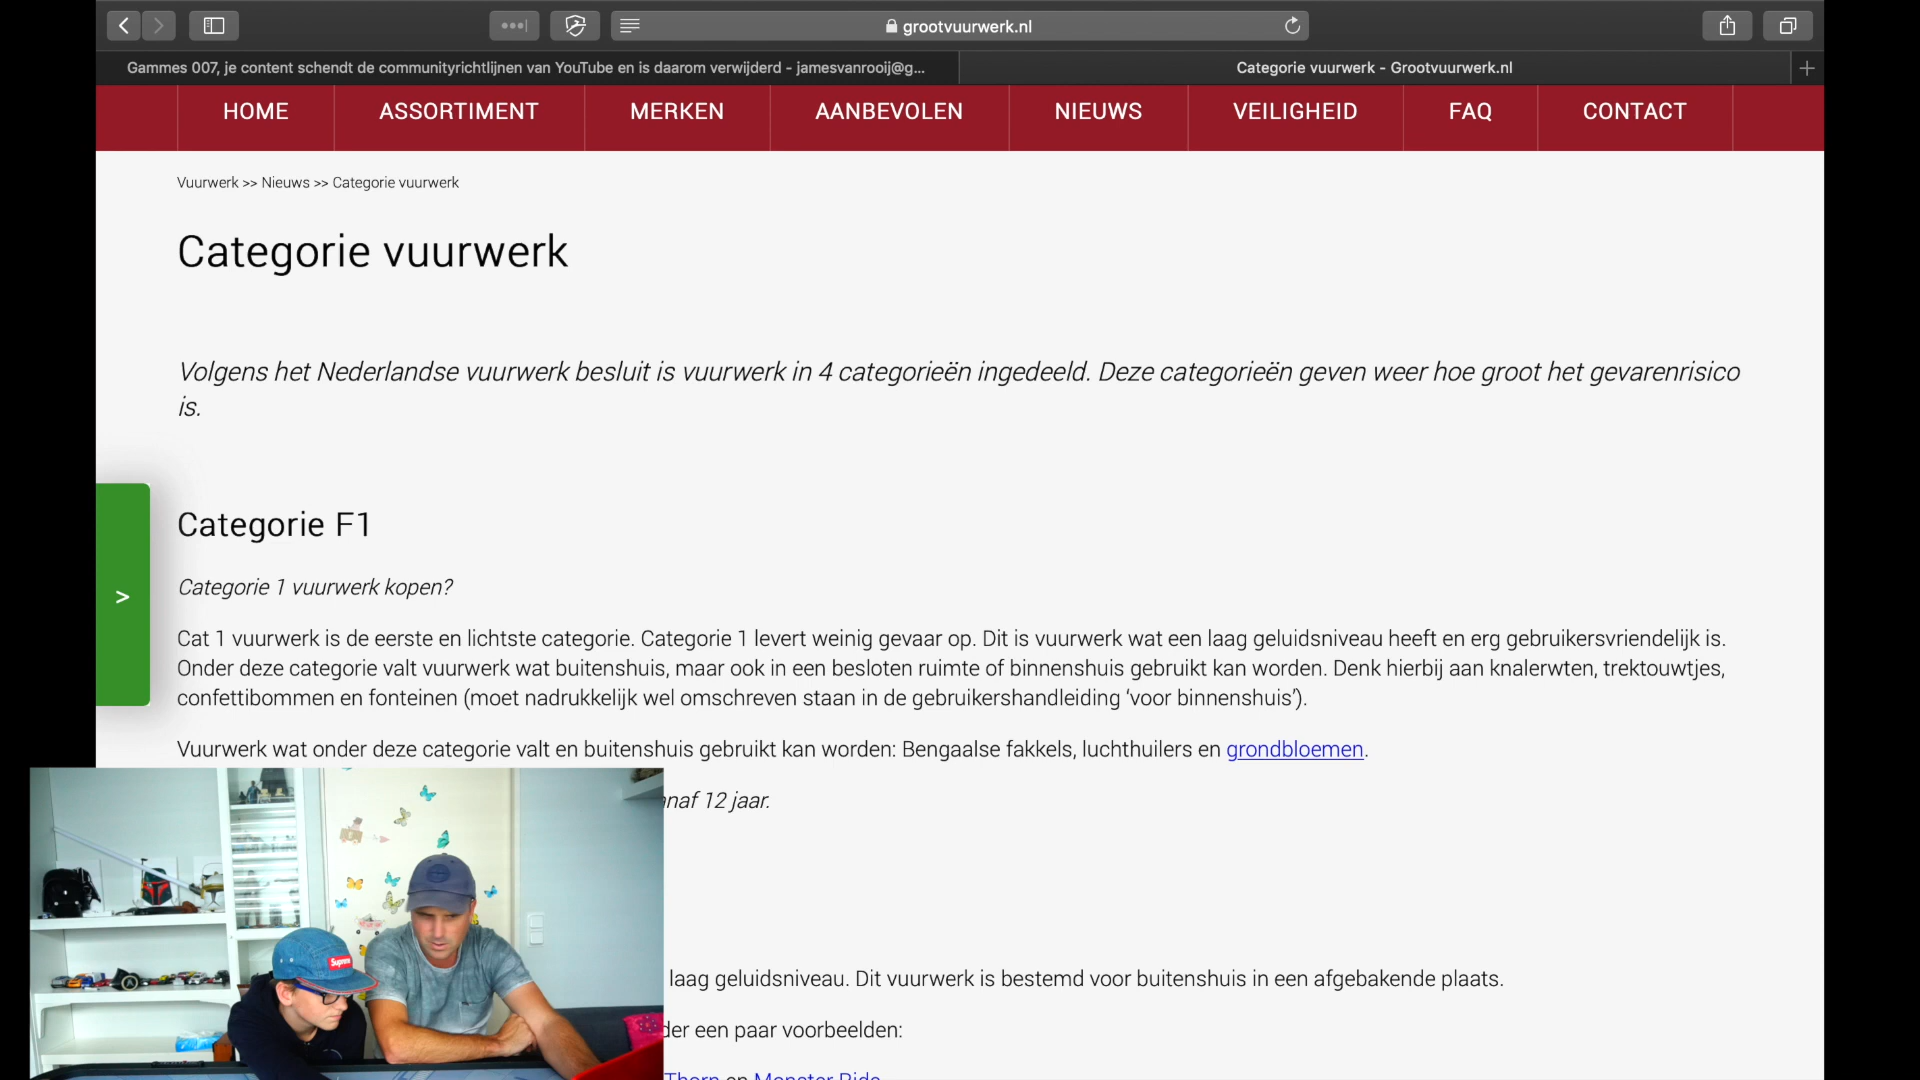 grootvuurwerk.nl
Gammes 007, je content schendt de communityrichtlijnen van YouTube en is daarom verwijderd - jamesvanrooij@g...
Categorie vuurwerk - Grootvuurwerk.nl
HOME ASSORTIMENT MERKEN AANBEVOLEN NIEUWS VEILIGHEID FAQ CONTACT
Vuurwerk >> Nieuws >> Categorie vuurwerk
Categorie vuurwerk
Volgens het Nederlandse vuurwerk besluit is vuurwerk in 4 categorieën ingedeeld. Deze categorieën geven weer hoe groot het gevarenrisico
is.
Categorie F1
Categorie 1 vuurwerk kopen?
>
Cat 1 vuurwerk is de eerste en lichtste categorie. Categorie 1 levert weinig gevaar op. Dit is vuurwerk wat een laag geluidsniveau heeft en erg gebruikersvriendelijk is.
Onder deze categorie valt vuurwerk wat buitenshuis, maar ook in een besloten ruimte of binnenshuis gebruikt kan worden. Denk hierbij aan knalerwten, trektouwtjes,
confettibommen en fonteinen (moet nadrukkelijk wel omschreven staan in de gebruikershandleiding ‘voor binnenshuis’).
Vuurwerk wat onder deze categorie valt en buitenshuis gebruikt kan worden: Bengaalse fakkels, luchthuilers en grondbloemen.
naf 12 jaar.
Supreme
laag geluidsniveau. Dit vuurwerk is bestemd voor buitenshuis in een afgebakende plaats.
der een paar voorbeelden:
Thorn en Monster Ride